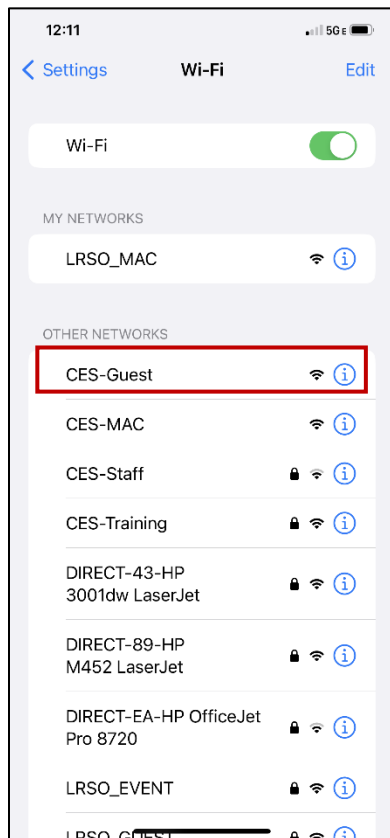 12:11 5G E
Settings Wi-Fi Edit
Wi-Fi
MY NETWORKS
LRSO_MAC
OTHER NETWORKS
CES-Guest
CES-MAC
CES-Staff
CES-Training
DIRECT-43-HP
3001dw LaserJet
DIRECT-89-HP
M452 LaserJet
DIRECT-EA-HP OfficeJet
Pro 8720
LRSO_EVENT
LRSO_GUEST